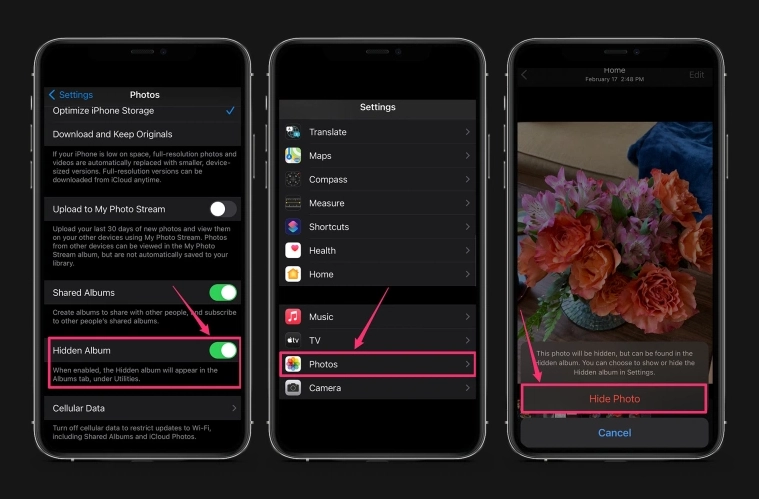 Settings
Photos
Optimize iPhone Storage
Download and Keep Originals
If your iPhone is low on space, full-resolution photos and
videos are automatically replaced with smaller, device-
sized versions. Full-resolution versions can be
downloaded from iCloud anytime.
Upload to My Photo Stream
Upload your last 30 days of new photos and view them
on your other devices using My Photo Stream. Photos
from other devices can be viewed in the My Photo
Stream album, but are not automatically saved to your
library.
Shared Albums
Create albums to share with other people, and subscribe
to other people's shared albums.
Hidden Album
When enabled, the Hidden album will appear in the
Albums tab, under Utilities.
Cellular Data
Turn off cellular data to restrict updates to Wi-Fi,
including Shared Albums and iCloud Photos.
Settings
Translate
Maps
Compass
Measure
Shortcuts
Health
Home
Music
tv
TV
Photos
Camera
Home
February 17 2:48 PM
Edit
This photo will be hidden, but can be found in the
Hidden album. You can choose to show or hide the
Hidden album in Settings.
Hide Photo
Cancel